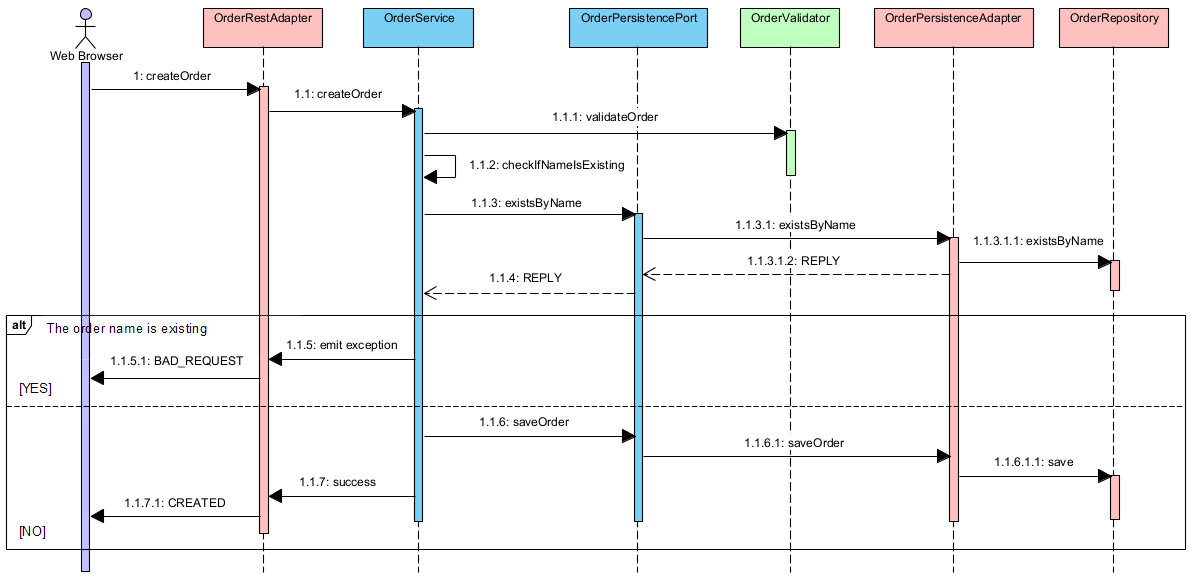 OrderRestAdapter
OrderService
OrderPersistencePort
OrderValidator
OrderPersistenceAdapter
OrderRepository
Web Browser
1: createOrder
1.1: createOrder
1.1.1: validateOrder
1.1.2: checkIfNameIsExisting
1.1.3: existsByName
1.1.3.1: existsByName
1.1.3.1.1: existsByName
1.1.3.1.2: REPLY
1.1.4: REPLY
alt
The order name is existing
1.1.5: emit exception
1.1.5.1: BAD_REQUEST
[YES]
1.1.6: saveOrder
1.1.6.1: saveOrder
1.1.6.1.1: save
1.1.7: success
1.1.7.1: CREATED
[NO]